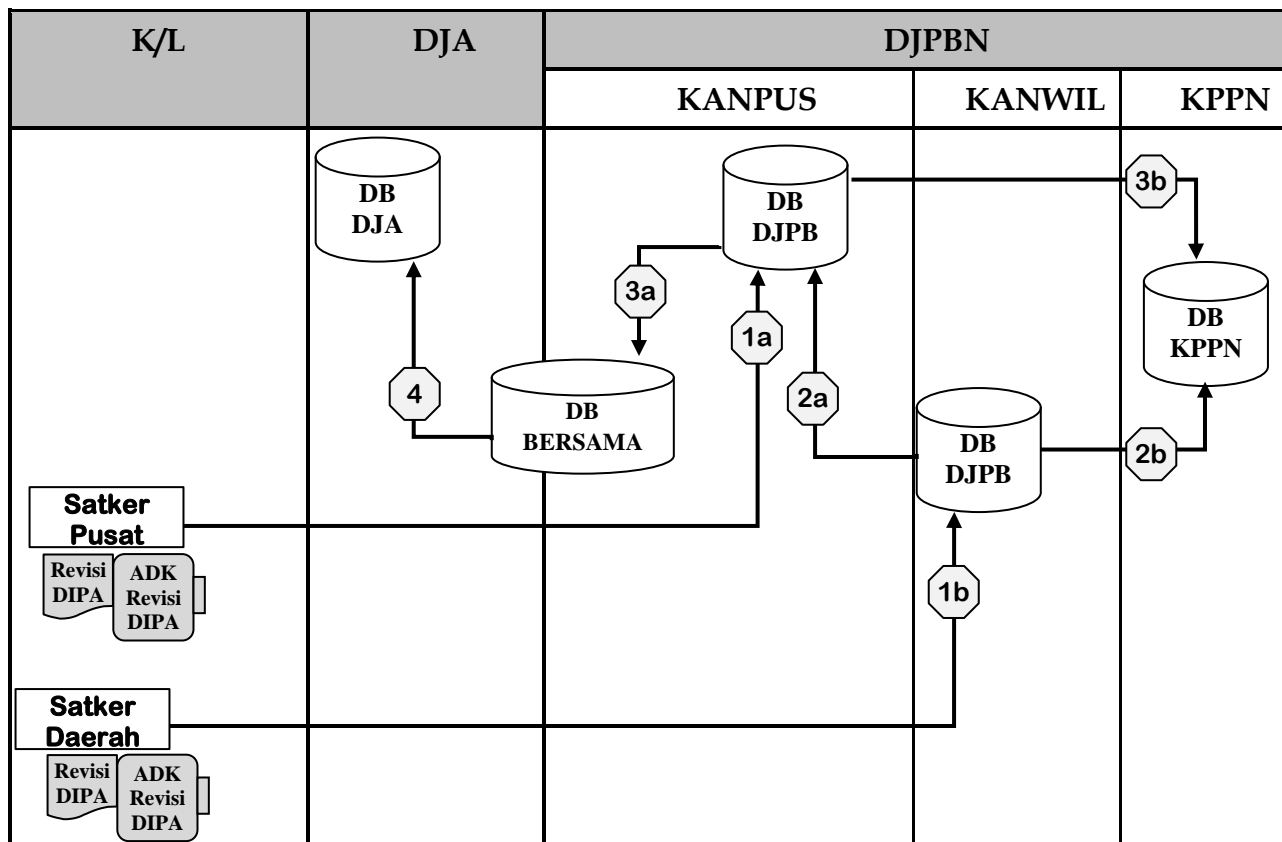 K/L
DJA
DJPBN
KANPUS
KANWIL
KPPN
DB
DJA
DB
DJPB
3b
3a
1a
DB
KPPN
4
2a
DB
BERSAMA
DB
DJPB
2b
Satker
Pusat
Revisi
DIPA
ADK
Revisi
DIPA
1b
Satker
Daerah
Revisi
DIPA
ADK
Revisi
DIPA